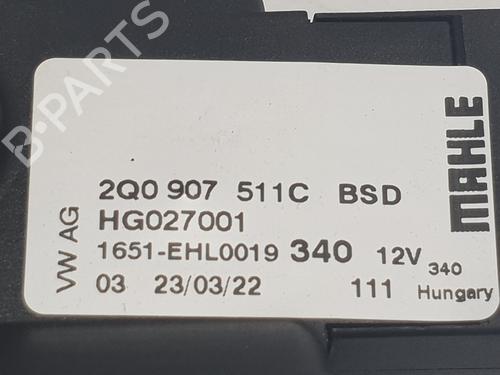 2Q0 907 511C BSD
HG027001
1651-EHL0019 340 12V 340
03 23/03/22 111 Hungary
VW AG
MAHLE
B-PARTS